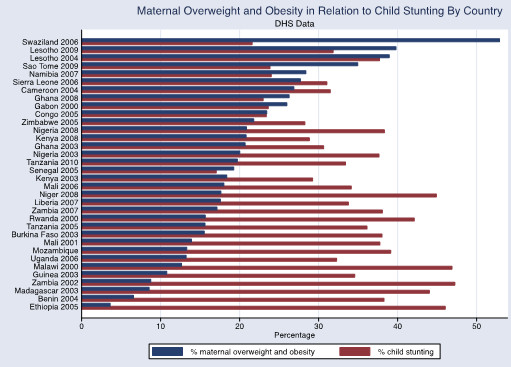 Maternal Overweight and Obesity in Relation to Child Stunting By Country
DHS Data
Swaziland 2006
Lesotho 2009
Lesotho 2004
Sao Tome 2009
Namibia 2007
Sierra Leone 2006
Cameroon 2004
Ghana 2008
Gabon 2000
Congo 2005
Zimbabwe 2005
Nigeria 2008
Kenya 2008
Ghana 2003
Nigeria 2003
Tanzania 2010
Senegal 2005
Kenya 2003
Mali 2006
Niger 2008
Liberia 2007
Zambia 2007
Rwanda 2000
Tanzania 2005
Burkina Faso 2003
Mali 2001
Mozambique
Uganda 2006
Malawi 2000
Guinea 2003
Zambia 2002
Madagascar 2003
Benin 2004
Ethiopia 2005
0 10 20 30 40 50
Percentage
% maternal overweight and obesity % child stunting